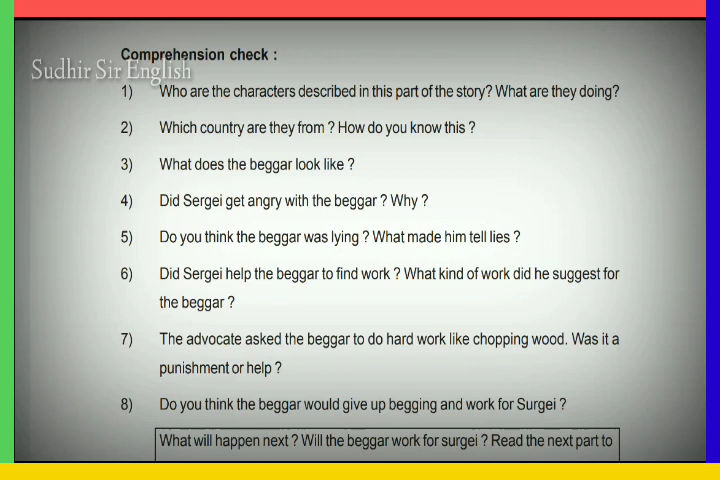 Comprehension check :
Sudhir Sir English
1) Who are the characters described in this part of the story? What are they doing?
2) Which country are they from ? How do you know this ?
3) What does the beggar look like ?
4) Did Sergei get angry with the beggar ? Why ?
5) Do you think the beggar was lying ? What made him tell lies ?
6) Did Sergei help the beggar to find work ? What kind of work did he suggest for
the beggar ?
7) The advocate asked the beggar to do hard work like chopping wood. Was it a
punishment or help ?
8) Do you think the beggar would give up begging and work for Surgei ?
What will happen next ? Will the beggar work for surgei ? Read the next part to